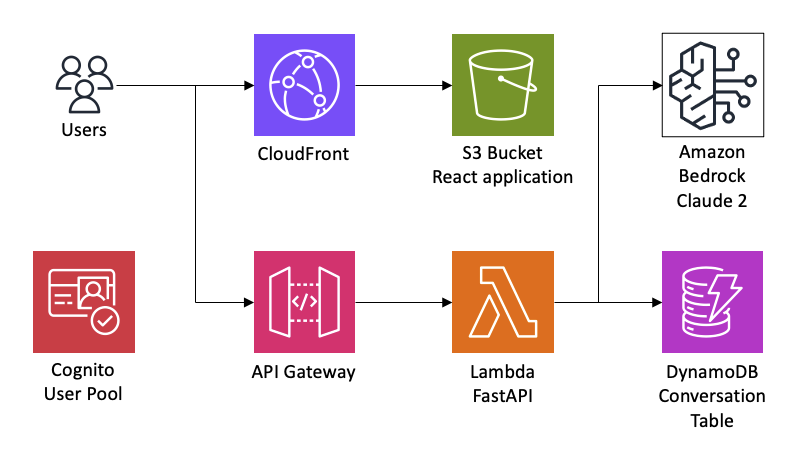 Users
CloudFront
S3 Bucket
React application
Amazon
Bedrock
Claude 2
Cognito
User Pool
API Gateway
</>
Lambda
FastAPI
DynamoDB
Conversation
Table